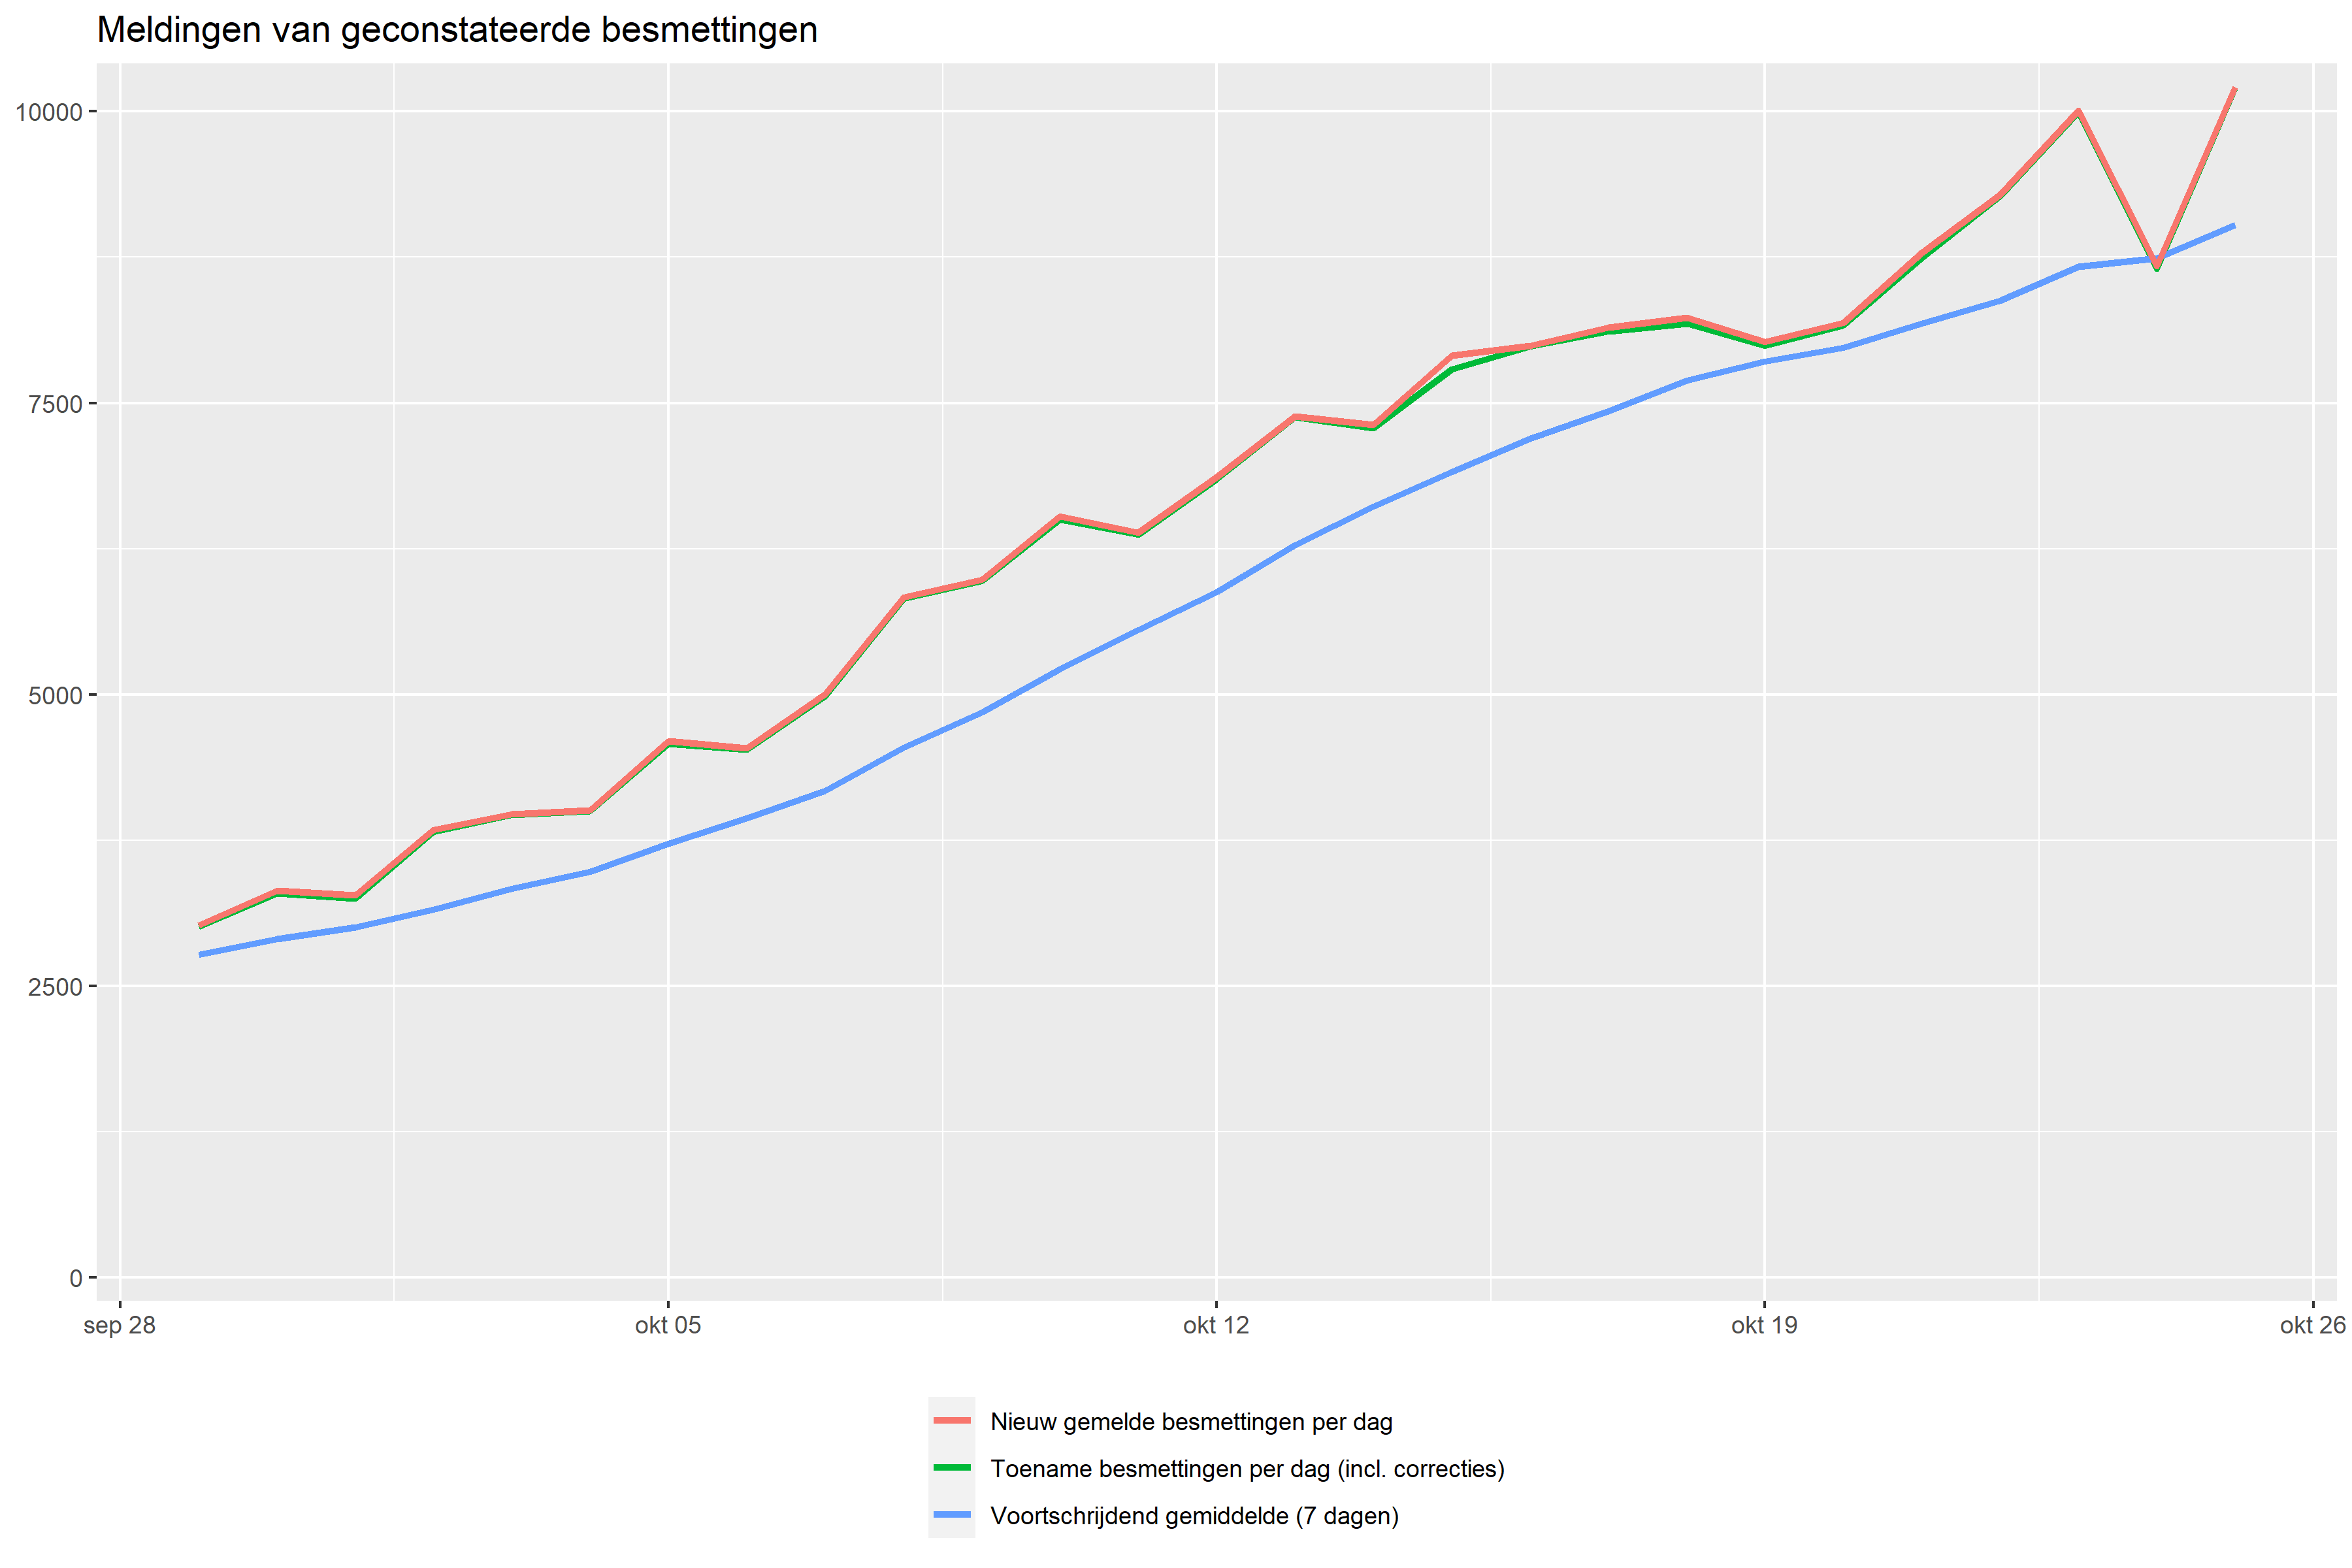 Meldingen van geconstateerde besmettingen
10000
7500
5000
2500
0
sep 28
okt 05
okt 12
okt 19
okt 26
Nieuw gemelde besmettingen per dag
Toename besmettingen per dag (incl. correcties)
Voortschrijdend gemiddelde (7 dagen)